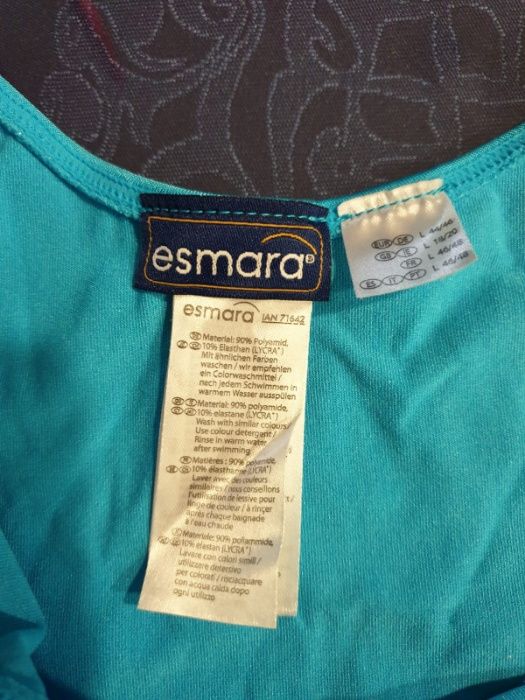 esmara®
EUR DE L 44/46
GB IE L 18/20
FR L 46/48
ES IT PT L 46/48
esmara IAN 71642
Material: 90% Polyamid,
10% Elasthan (LYCRA®)
Mit ähnlichen Farben
waschen / wir empfehlen
ein Colorwaschmittel /
nach jedem Schwimmen in
warmem Wasser ausspülen
Material: 90% polyamide,
10% elastane (LYCRA®)
Wash with similar colours/
Use colour detergent /
Rinse in warm water
after swimming
Matières : 90% polyamide,
10% élasthanne (LYCRA®)
Laver avec des couleurs
similaires / nous conseillons
l'utilisation de lessive pour
linge de couleur / à rinçer
après chaque baignade
à l'eau chaude
Materiale: 90% poliammide,
10% elastan (LYCRA®)
Lavare con colori simili /
utilizzare detersivo
per colorati / risciacquare
con acqua calda dopo
ogni utilizzo